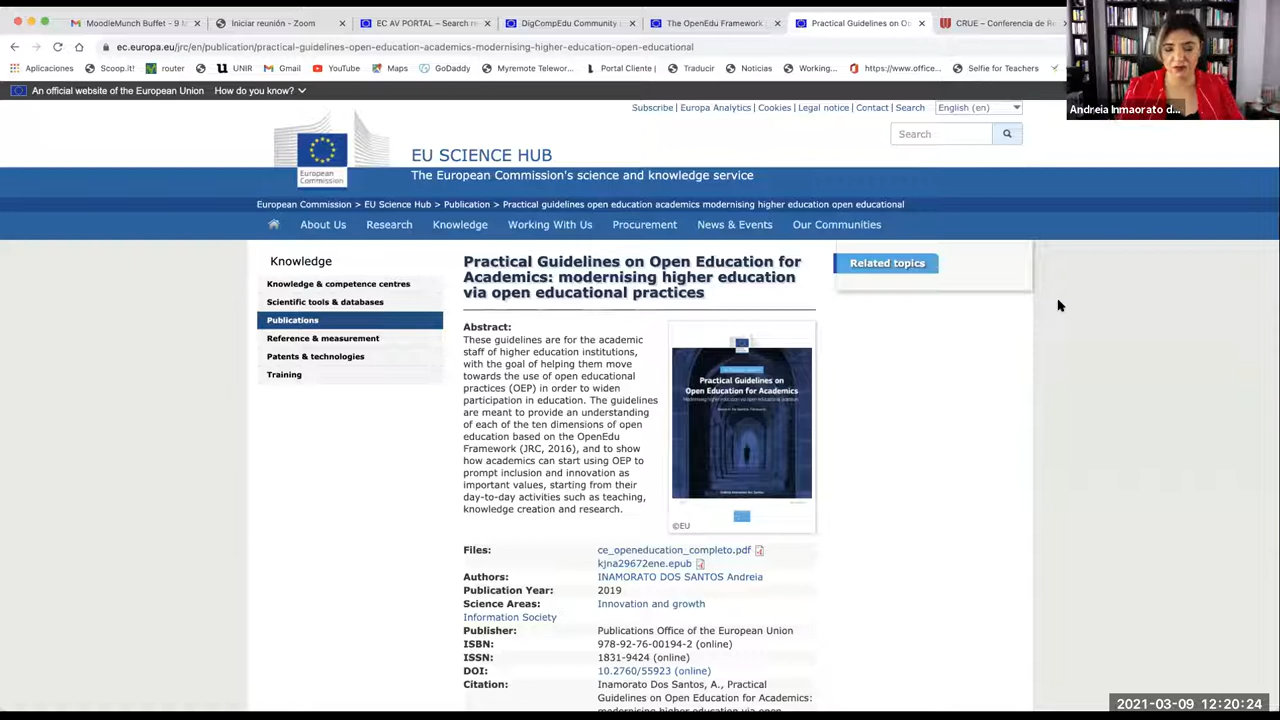 MoodleMunch Buffet - 9 M
Iniciar reunión - Zoom
EC AV PORTAL – Search
DigCompEdu Community
The OpenEdu Framework
Practical Guidelines on O
CRUE – Conferencia de Re
ec.europa.eu/jrc/en/publication/practical-guidelines-open-education-academics-modernising-higher-education-open-educational
Aplicaciones Scoop.it! router UNIR Gmail YouTube Maps GoDaddy Myremote Telewor... Portal Cliente | Traducir Noticias Working... https://www.office... Selfie for Teachers
Andreia Inmaorato d...
An official website of the European Union How do you know?
Subscribe | Europa Analytics | Cookies | Legal notice | Contact | Search English (en)
Search
EU SCIENCE HUB
European
Commission
The European Commission's science and knowledge service
European Commission > EU Science Hub > Publication > Practical guidelines open education academics modernising higher education open educational
About Us Research Knowledge Working With Us Procurement News & Events Our Communities
Knowledge
Knowledge & competence centres
Scientific tools & databases
Publications
Reference & measurement
Patents & technologies
Training
Practical Guidelines on Open Education for
Academics: modernising higher education
via open educational practices
Related topics
Abstract:
These guidelines are for the academic
staff of higher education institutions,
with the goal of helping them move
towards the use of open educational
practices (OEP) in order to widen
participation in education. The guidelines
are meant to provide an understanding
of each of the ten dimensions of open
education based on the OpenEdu
Framework (JRC, 2016), and to show
how academics can start using OEP to
prompt inclusion and innovation as
important values, starting from their
day-to-day activities such as teaching,
knowledge creation and research.
Practical Guidelines on
Open Education for Academics
©EU
Files: ce_openeducation_completo.pdf
kjna29672ene.epub
Authors: INAMORATO DOS SANTOS Andreia
Publication Year: 2019
Science Areas: Innovation and growth
Information Society
Publisher: Publications Office of the European Union
ISBN: 978-92-76-00194-2 (online)
ISSN: 1831-9424 (online)
DOI: 10.2760/55923 (online)
Citation: Inamorato Dos Santos, A., Practical
Guidelines on Open Education for Academics:
modernising higher education via open
2021-03-09 12:20:24